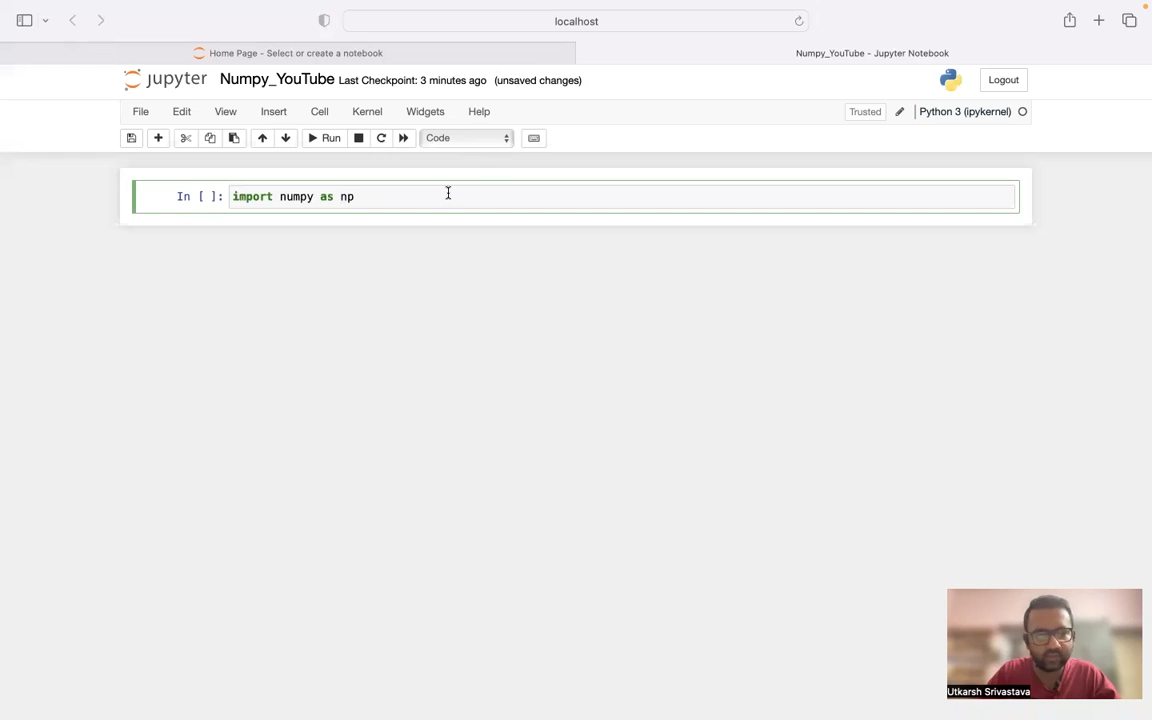 localhost
Home Page - Select or create a notebook
Numpy_YouTube - Jupyter Notebook
jupyter Numpy_YouTube Last Checkpoint: 3 minutes ago (unsaved changes) Logout
File Edit View Insert Cell Kernel Widgets Help Trusted Python 3 (ipykernel)
Run Code
In [ ]: import numpy as np
Utkarsh Srivastava